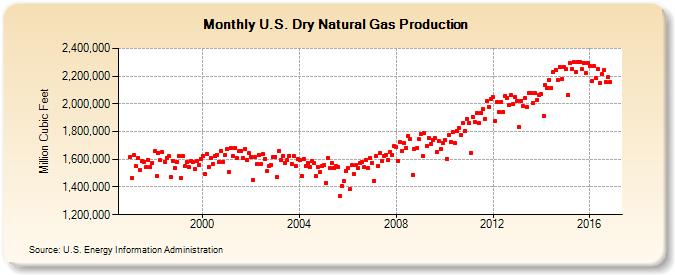 Monthly U.S. Dry Natural Gas Production
Million Cubic Feet
2,400,000
2,200,000
2,000,000
1,800,000
1,600,000
1,400,000
1,200,000
2000 2004 2008 2012 2016
Source: U.S. Energy Information Administration